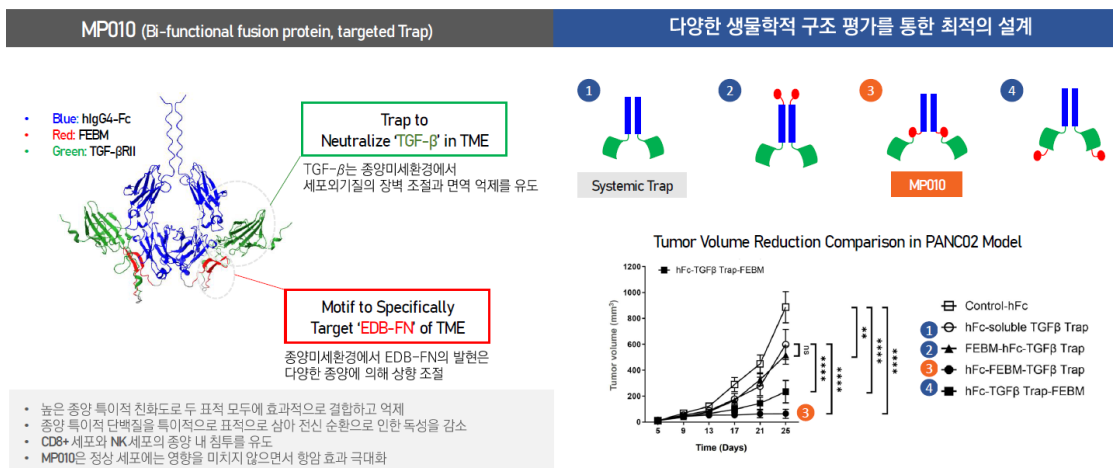 MP010 (Bi-functional fusion protein, targeted Trap)
• Blue: hIgG4-Fc
• Red: FEBM
• Green: TGF-βRII
Trap to
Neutralize ‘TGF-β’ in TME
TGF-β는 종양미세환경에서
세포외기질의 장벽 조절과 면역 억제를 유도
Motif to Specifically
Target ‘EDB-FN’ of TME
종양미세환경에서 EDB-FN의 발현은
다양한 종양에 의해 상향 조절
• 높은 종양 특이적 친화도로 두 표적 모두에 효과적으로 결합하고 억제
• 종양 특이적 단백질을 특이적으로 표적으로 삼아 전신 순환으로 인한 독성을 감소
• CD8+ 세포와 NK 세포의 종양 내 침투를 유도
• MP010은 정상 세포에는 영향을 미치지 않으면서 항암 효과 극대화
다양한 생물학적 구조 평가를 통한 최적의 설계
1
2
3
4
Systemic Trap
MP010
Tumor Volume Reduction Comparison in PANC02 Model
hFc-TGFβ Trap-FEBM
Tumor volume (mm³)
1200
1000
800
600
400
200
0
5 9 13 17 21 25
Time (Days)
3
ns
****
****
**
****
****
Control-hFc
1 hFc-soluble TGFβ Trap
2 FEBM-hFc-TGFβ Trap
3 hFc-FEBM-TGFβ Trap
4 hFc-TGFβ Trap-FEBM